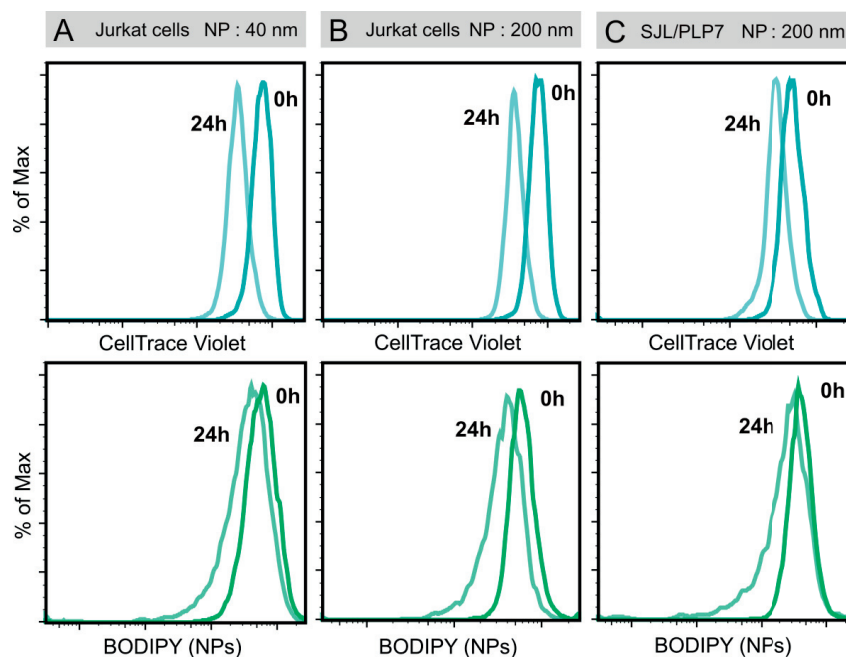 A Jurkat cells NP : 40 nm
B Jurkat cells NP : 200 nm
C SJL/PLP7 NP : 200 nm
% of Max
24h
0h
24h
0h
24h
0h
CellTrace Violet
CellTrace Violet
CellTrace Violet
% of Max
24h
0h
24h
0h
24h
0h
BODIPY (NPs)
BODIPY (NPs)
BODIPY (NPs)